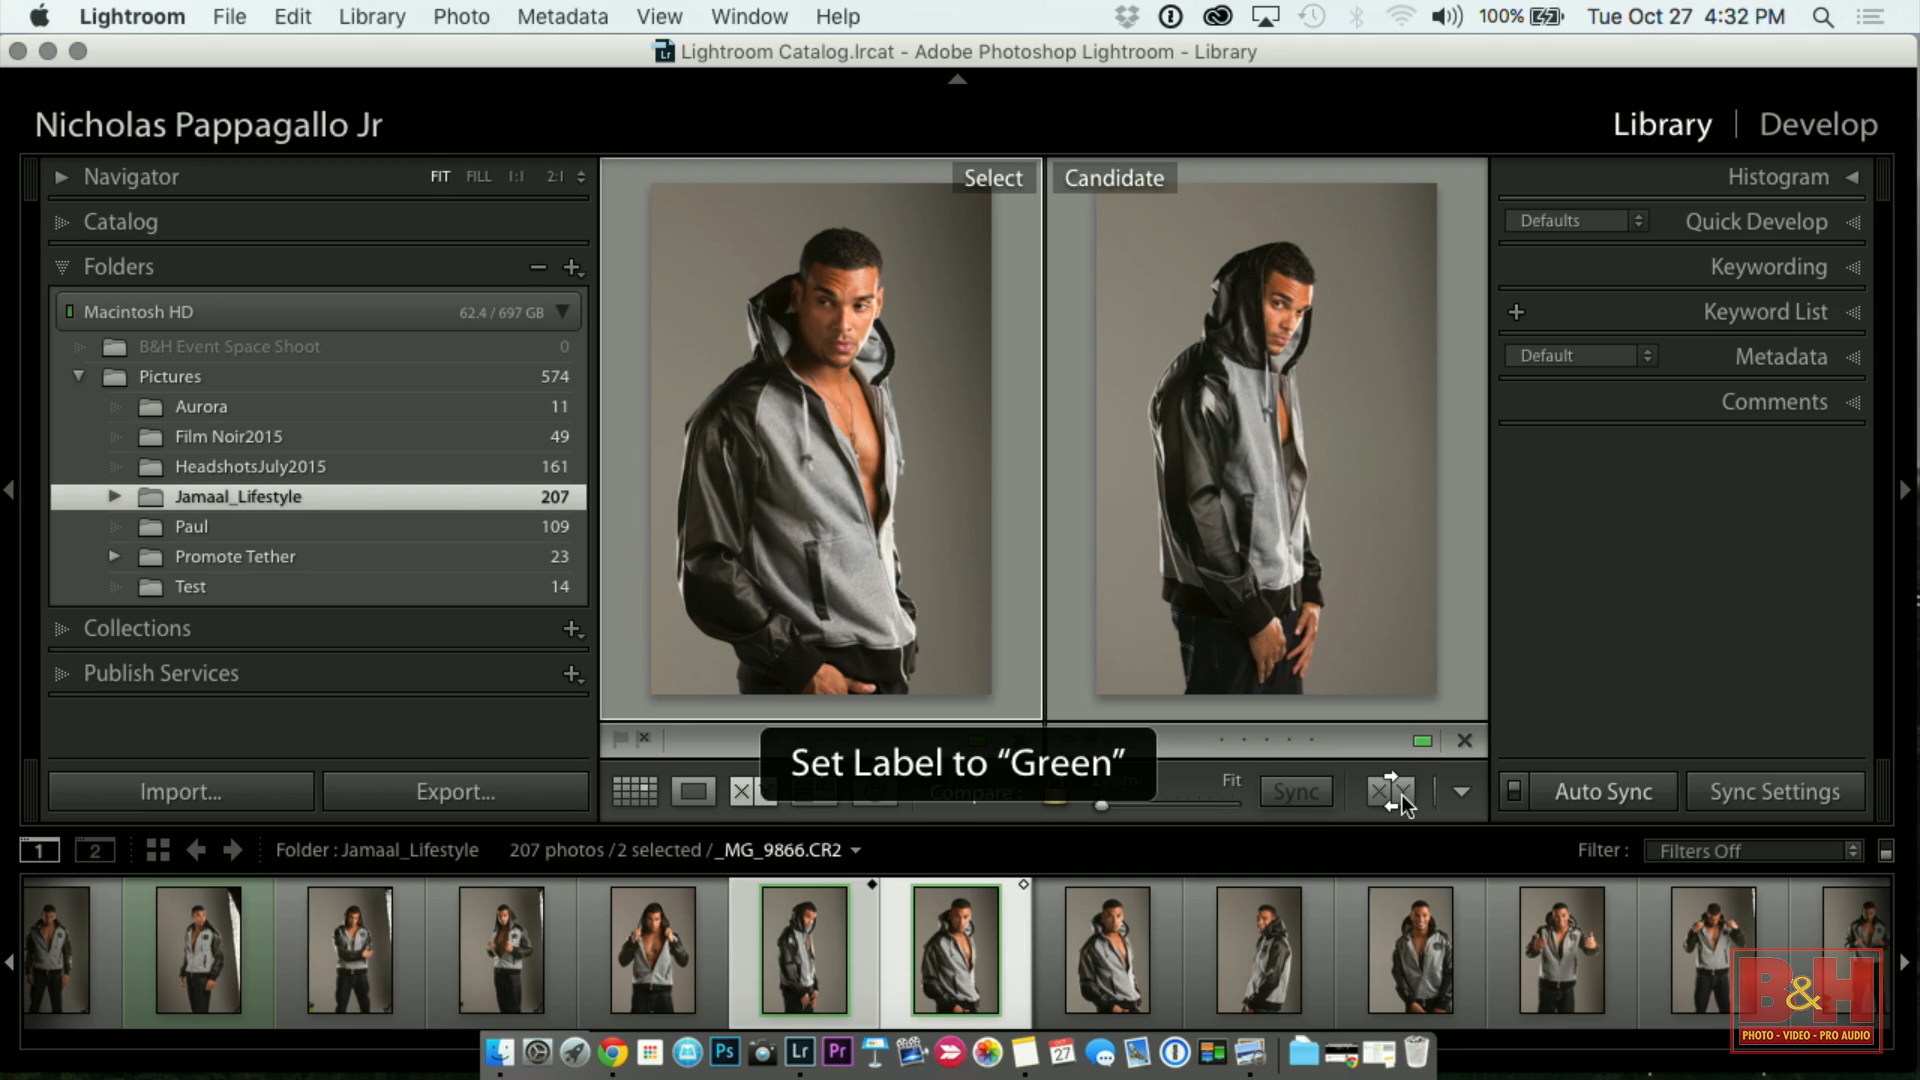 Lightroom File Edit Library Photo Metadata View Window Help 100% Tue Oct 27 4:32 PM
Lightroom Catalog.lrcat - Adobe Photoshop Lightroom - Library
Nicholas Pappagallo Jr
Library | Develop
Navigator FIT FILL 1:1 2:1
Select
Candidate
Histogram
Catalog
Defaults Quick Develop
Folders
Keywording
Macintosh HD 62.4 / 697 GB
Keyword List
B&H Event Space Shoot 0
Default Metadata
Pictures 574
Comments
Aurora 11
Film Noir2015 49
HeadshotsJuly2015 161
Jamaal_Lifestyle 207
Paul 109
Promote Tether 23
Test 14
Collections
Publish Services
Set Label to “Green”
Import... Export...
Compare :
Fit
Sync
Auto Sync Sync Settings
1 2 Folder : Jamaal_Lifestyle 207 photos / 2 selected / _MG_9866.CR2
Filter : Filters Off
B&H
PHOTO - VIDEO - PRO AUDIO
Ps Lr Pr 27